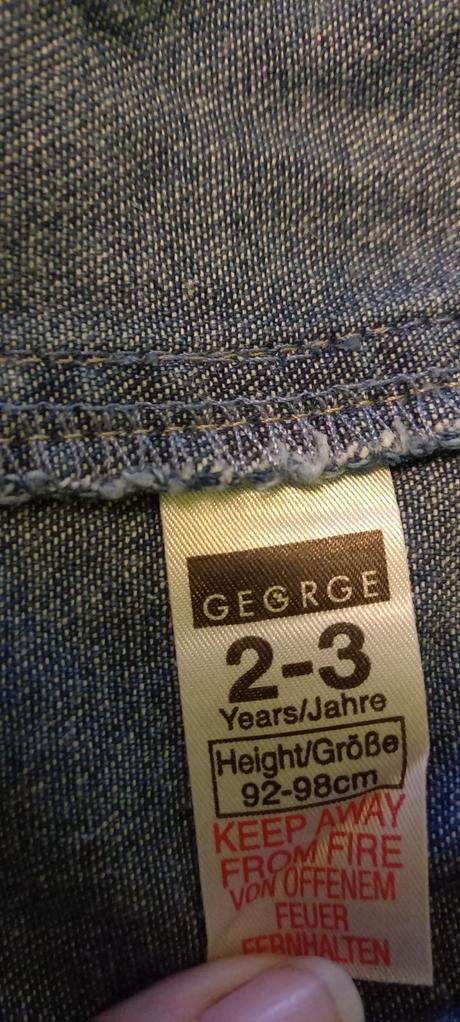 GEORGE
2-3
Years/Jahre
Height/Größe
92-98cm
KEEP AWAY
FROM FIRE
VON OFFENEM
FEUER
FERNHALTEN